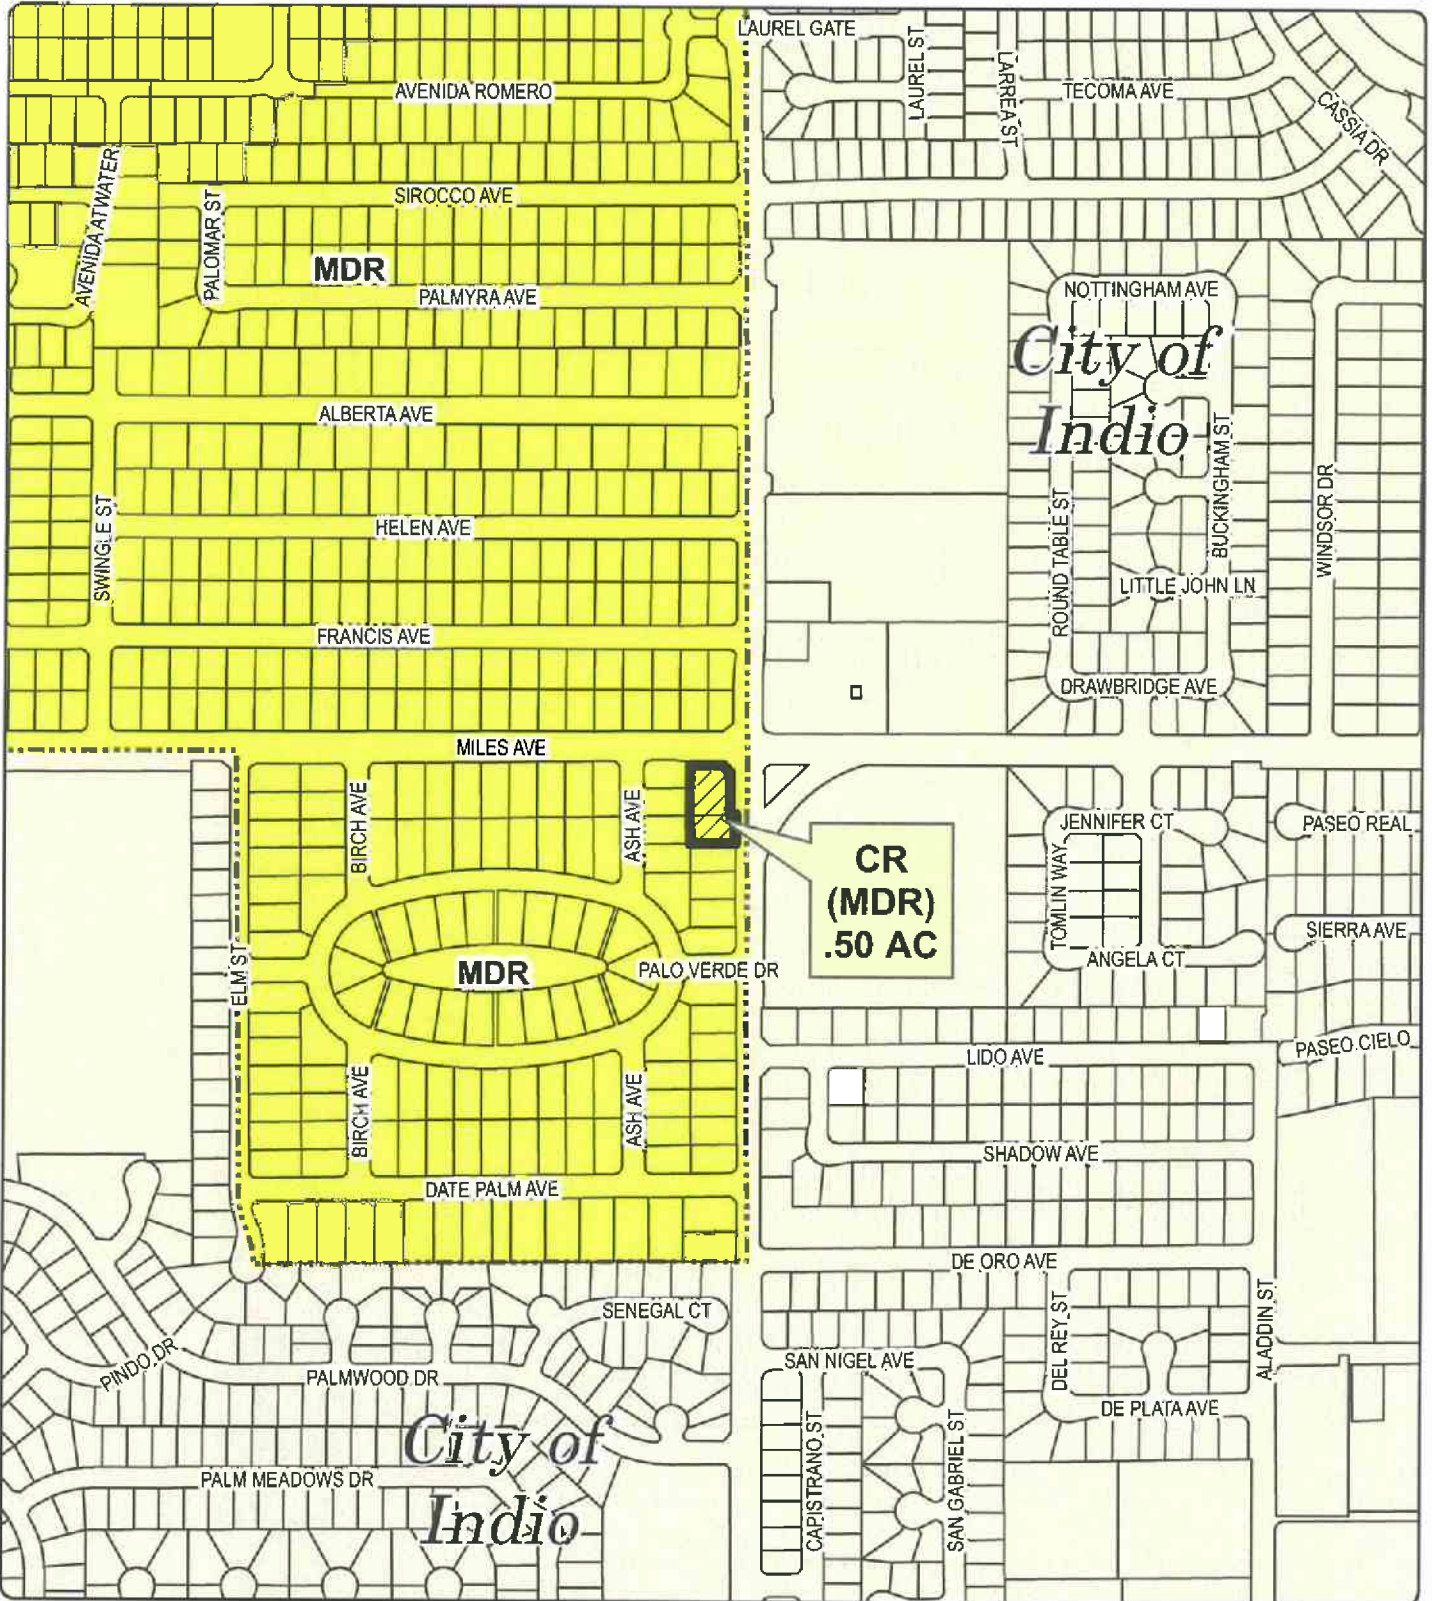 LAUREL GATE
LAUREL ST
LARREA ST
TECOMA AVE
CASSIA DR
AVENIDA ROMERO
AVENIDA ATWATER
PALOMAR ST
SIROCCO AVE
MDR
PALMYRA AVE
NOTTINGHAM AVE
City of
Indio
ALBERTA AVE
SWINGLE ST
HELEN AVE
ROUND TABLE ST
BUCKINGHAM ST
WINDSOR DR
LITTLE JOHN LN
FRANCIS AVE
DRAWBRIDGE AVE
MILES AVE
BIRCH AVE
ASH AVE
CR
(MDR)
.50 AC
JENNIFER CT
TOMLIN WAY
PASEO REAL
SIERRA AVE
ANGELA CT
ELM ST
MDR
PALO VERDE DR
PASEO CIELO
LIDO AVE
BIRCH AVE
ASH AVE
SHADOW AVE
DATE PALM AVE
DE ORO AVE
SENEGAL CT
DEL REY ST
ALADDIN ST
PINDO DR
PALMWOOD DR
SAN NIGEL AVE
DE PLATA AVE
City of
Indio
CAPISTRANO ST
SAN GABRIEL ST
PALM MEADOWS DR